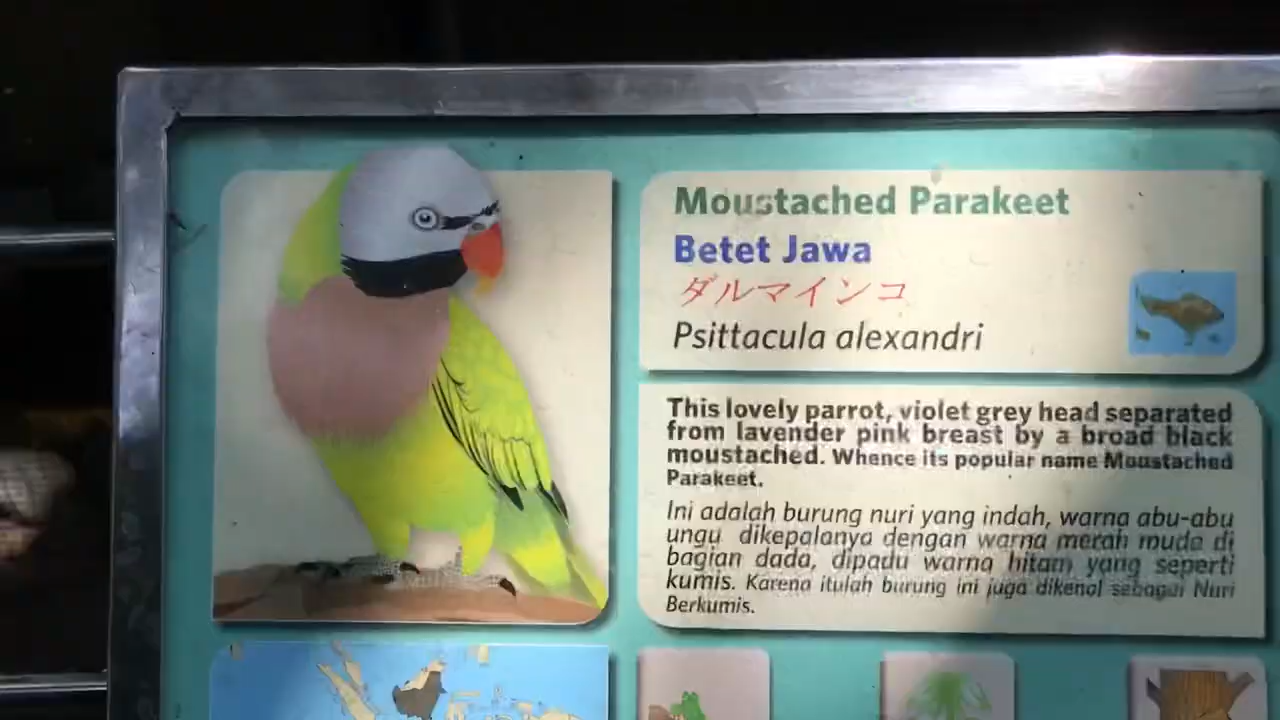 Moustached Parakeet
Betet Jawa
ダルマインコ
Psittacula alexandri
This lovely parrot, violet grey head separated
from lavender pink breast by a broad black
moustached. Whence its popular name Moustached
Parakeet.
Ini adalah burung nuri yang indah, warna abu-abu
ungu dikepalanya dengan warna merah muda di
bagian dada, dipadu warna hitam yang seperti
kumis. Karena itulah burung ini juga dikenal sebagai Nuri
Berkumis.